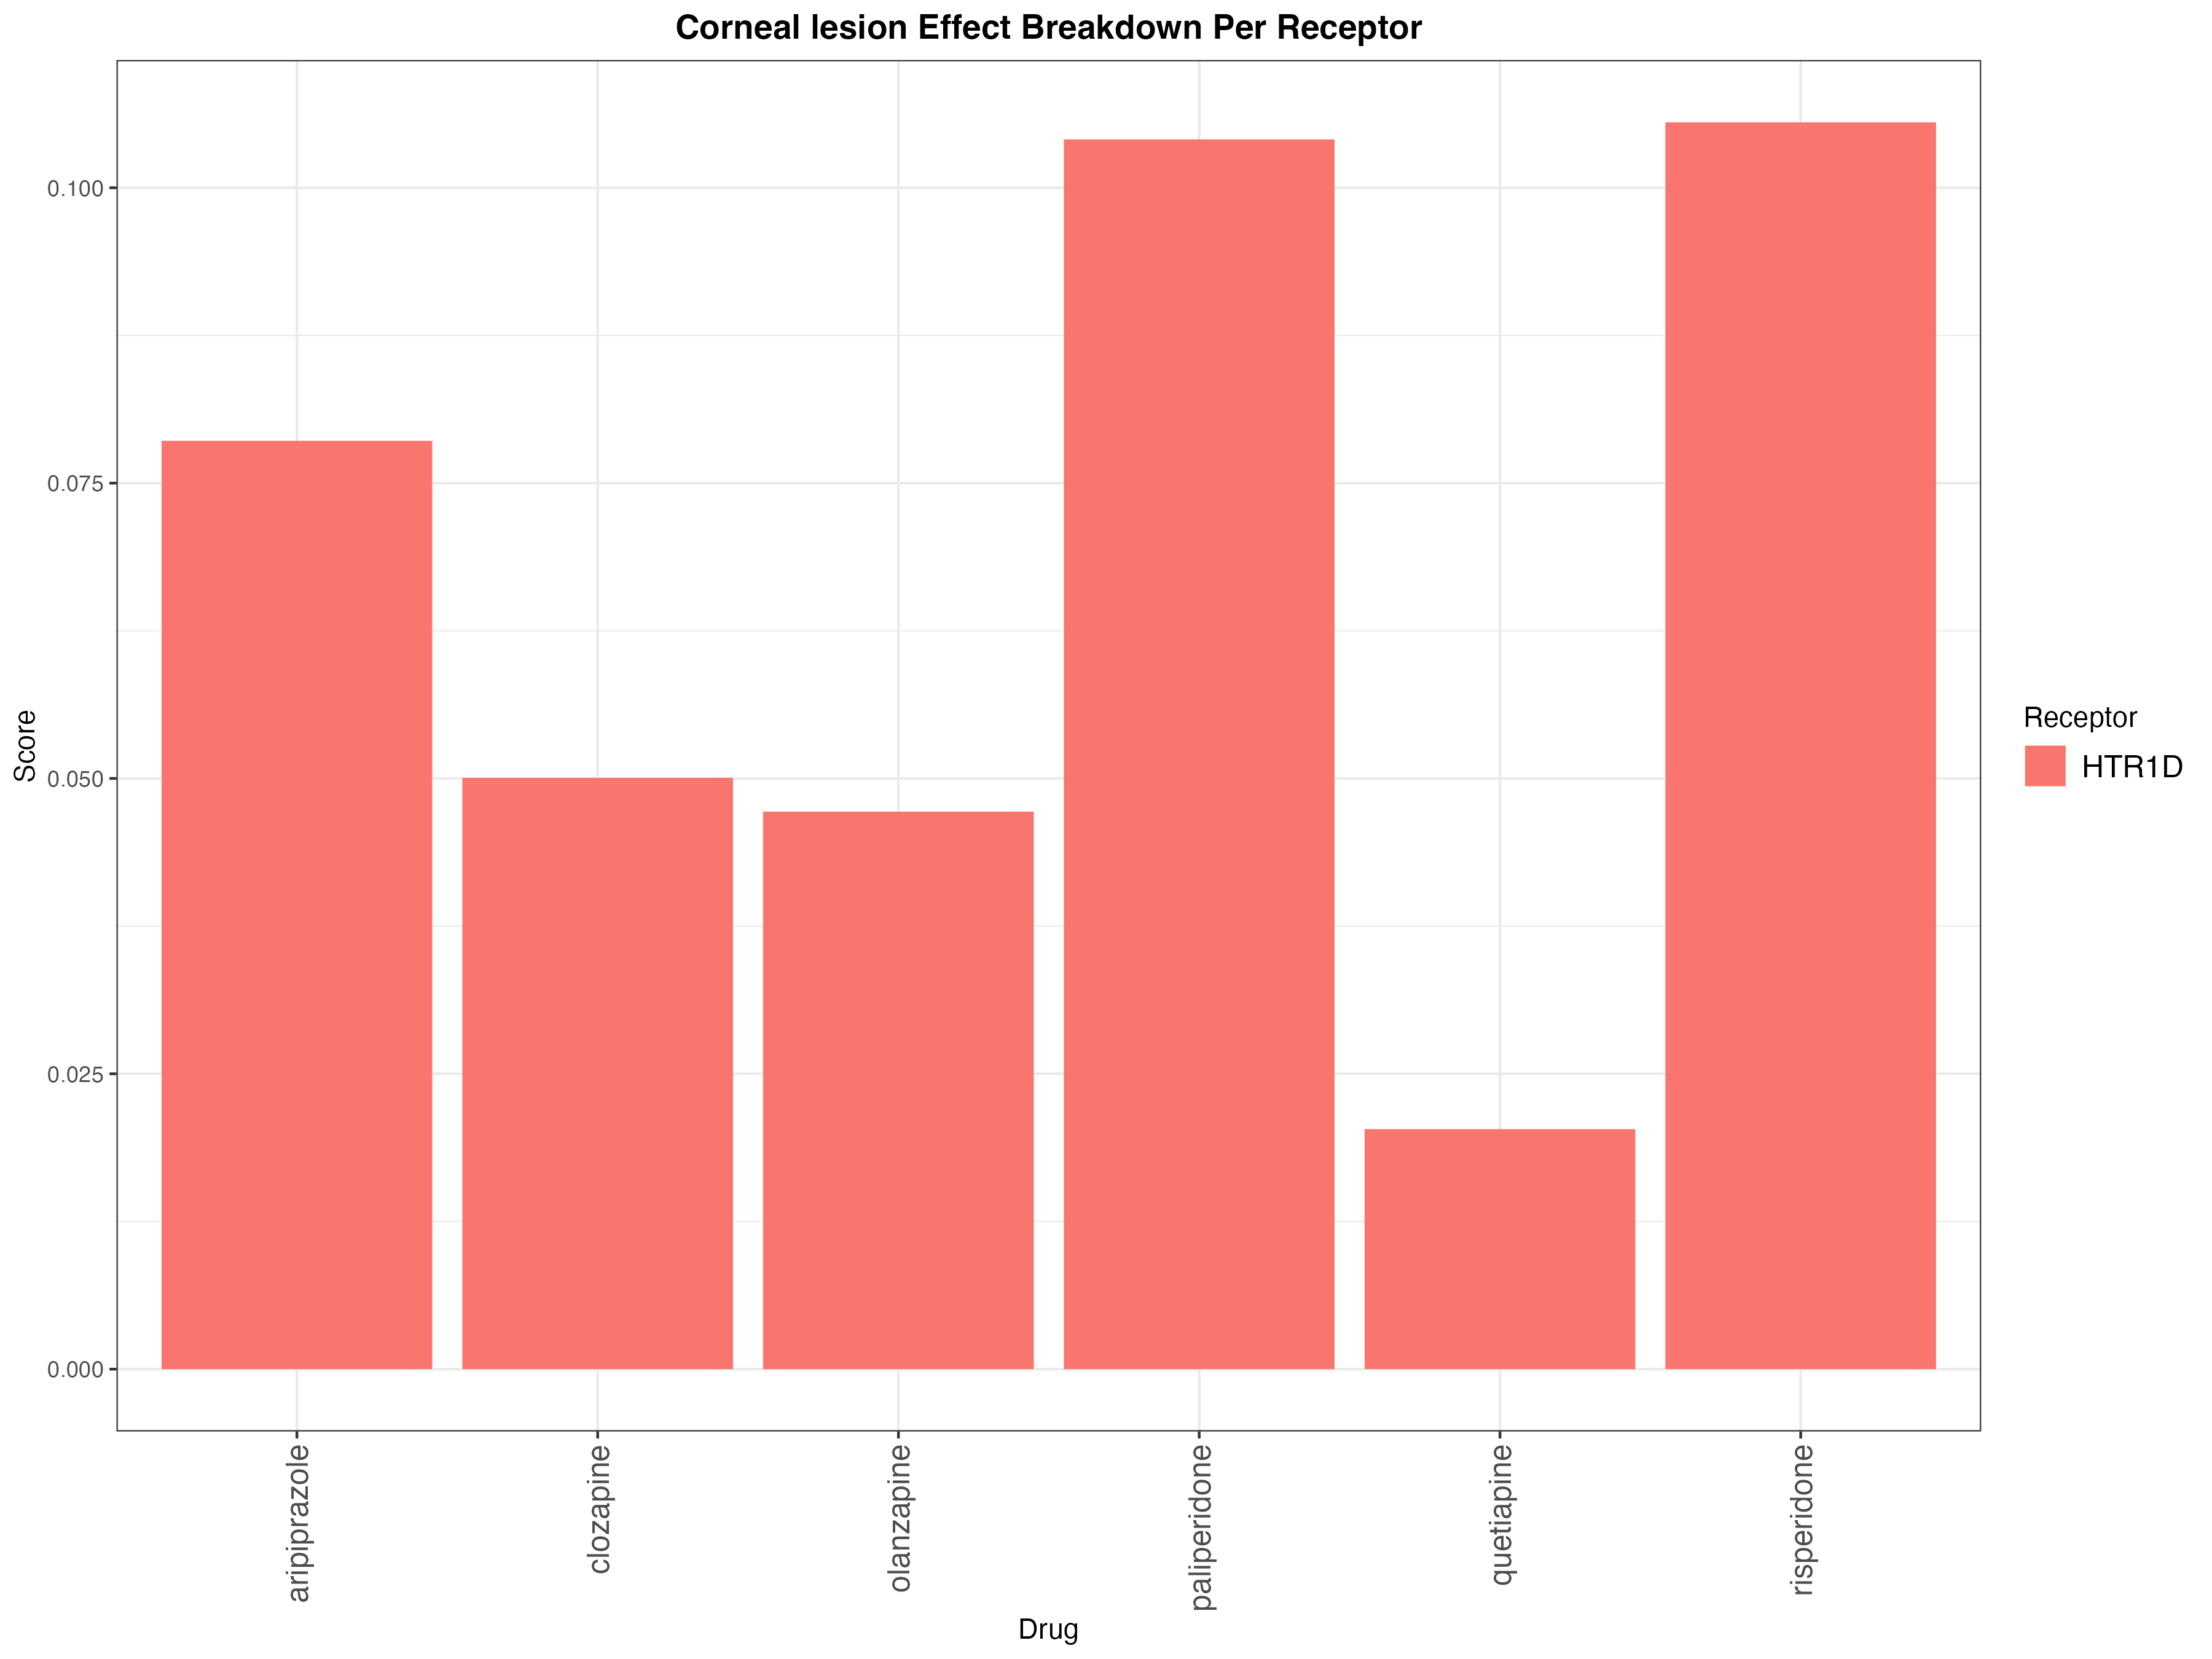 Corneal lesion Effect Breakdown Per Receptor
Score
0.100
0.075
0.050
0.025
0.000
aripiprazole
clozapine
olanzapine
paliperidone
quetiapine
risperidone
Drug
Receptor
HTR1D